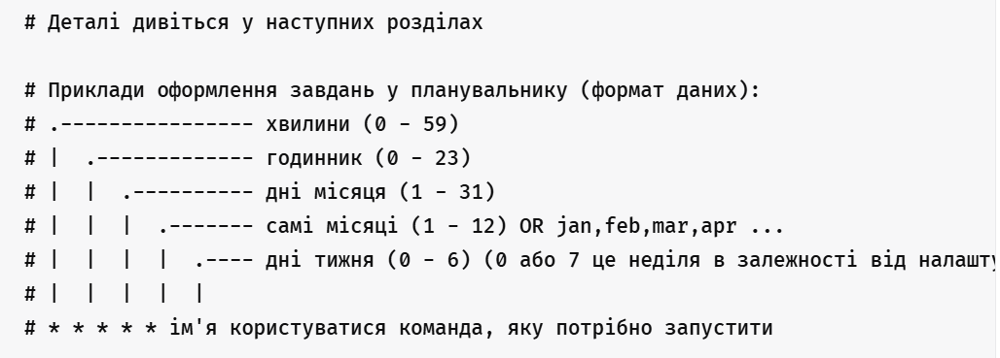 # Деталі дивіться у наступних розділах
# Приклади оформлення завдань у планувальнику (формат даних):
# .---------------- хвилини (0 - 59)
# |  .------------- годинник (0 - 23)
# |  |  .---------- дні місяця (1 - 31)
# |  |  |  .------- самі місяці (1 - 12) OR jan,feb,mar,apr ...
# |  |  |  |  .---- дні тижня (0 - 6) (0 або 7 це неділя в залежності від
# |  |  |  |  |
# * * * * * ім'я користуватися команда, яку потрібно запустити